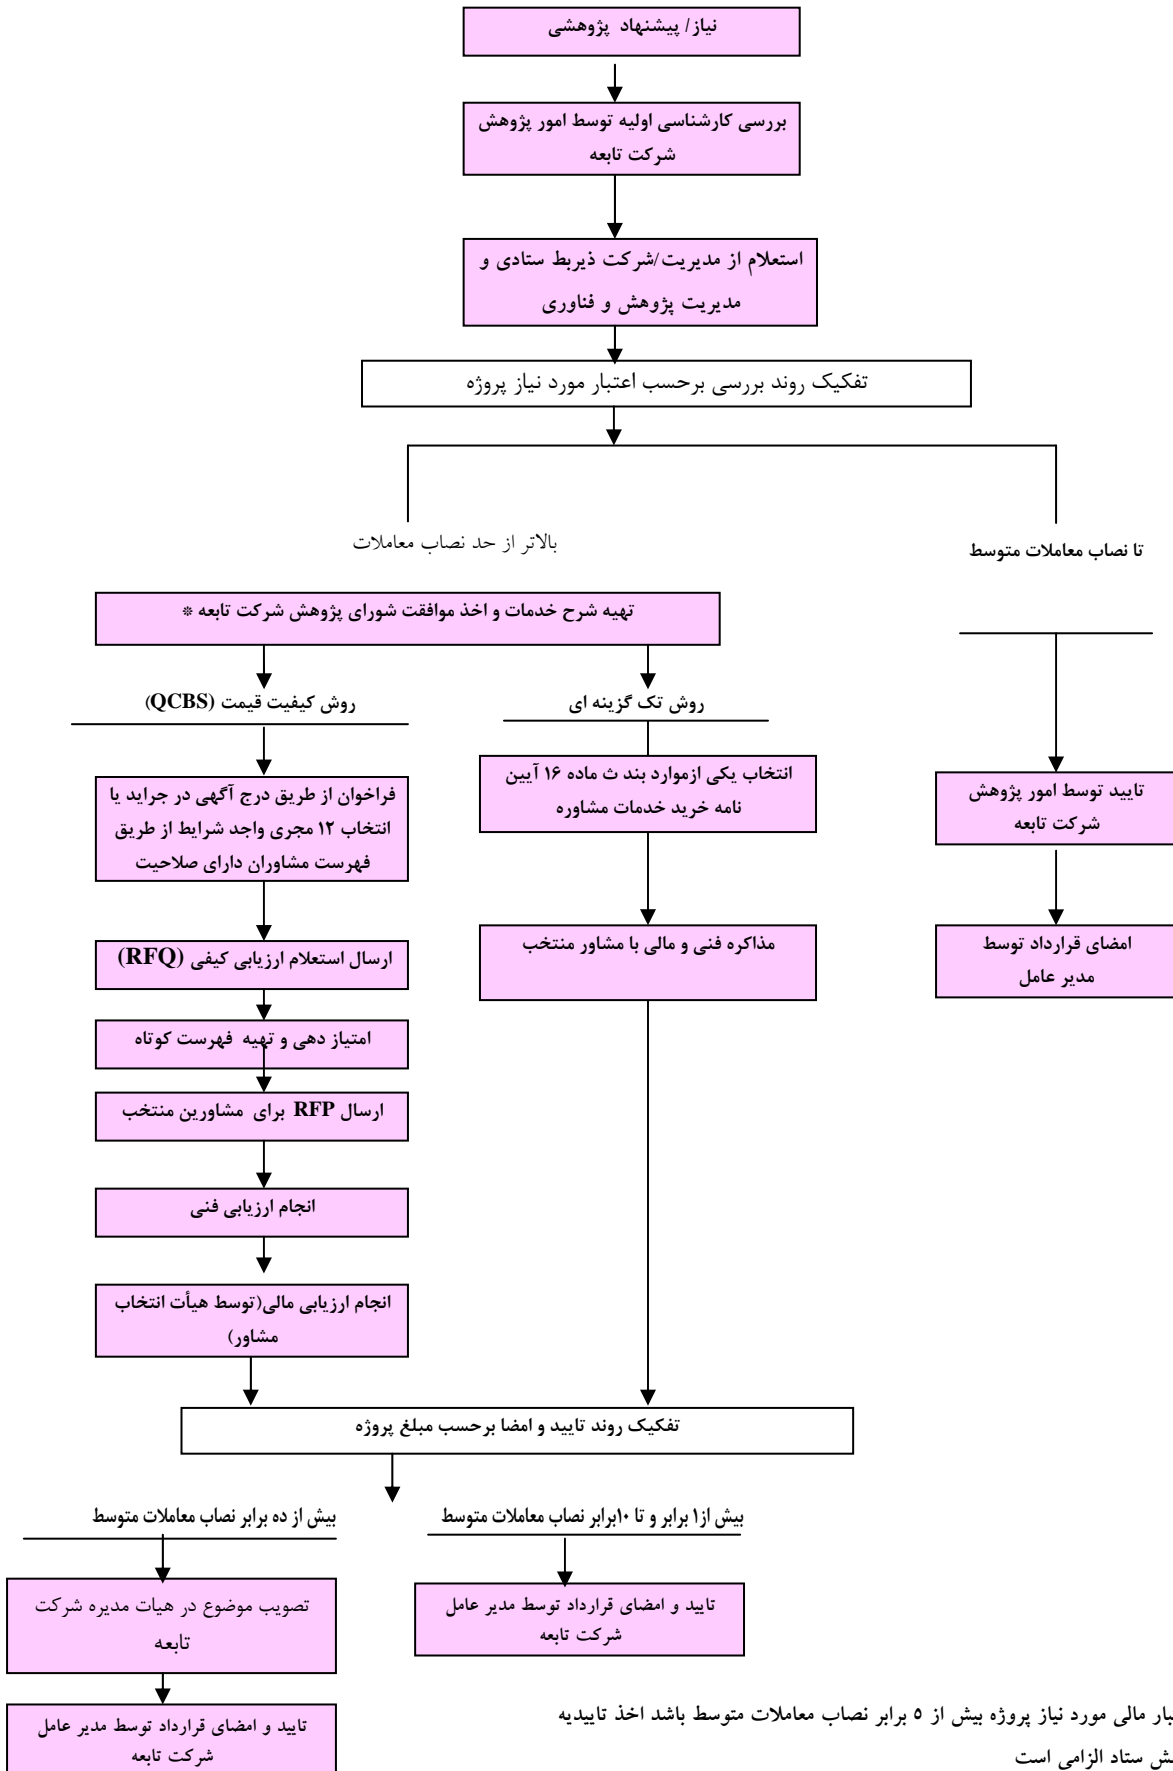 نیاز/ پیشنهاد پژوهشی
بررسی کارشناسی اولیه توسط امور پژوهش
شرکت تابعه
استعلام از مدیریت/شرکت ذیربط ستادی و
مدیریت پژوهش و فناوری
تفکیک روند بررسی برحسب اعتبار مورد نیاز پروژه
تا نصاب معاملات متوسط
بالاتر از حد نصاب معاملات
تایید توسط امور پژوهش
شرکت تابعه
امضای قرارداد توسط
مدیر عامل
تهیه شرح خدمات و اخذ موافقت شورای پژوهش شرکت تابعه *
روش تک گزینه ای
انتخاب یکی ازموارد بند ث ماده ۱۶ آیین
نامه خرید خدمات مشاوره
مذاکره فنی و مالی با مشاور منتخب
روش کیفیت قیمت (QCBS)
فراخوان از طریق درج آگهی در جراید یا
انتخاب ۱۲ مجری واجد شرایط از طریق
فهرست مشاوران دارای صلاحیت
ارسال استعلام ارزیابی کیفی (RFQ)
امتیاز دهی و تهیه فهرست کوتاه
ارسال RFP برای مشاورین منتخب
انجام ارزیابی فنی
انجام ارزیابی مالی(توسط هیأت انتخاب
مشاور)
تفکیک روند تایید و امضا برحسب مبلغ پروژه
بیش از۱ برابر و تا ۱۰برابر نصاب معاملات متوسط
تایید و امضای قرارداد توسط مدیر عامل
شرکت تابعه
بیش از ده برابر نصاب معاملات متوسط
تصویب موضوع در هیات مدیره شرکت
تابعه
تایید و امضای قرارداد توسط مدیر عامل
شرکت تابعه
مالی مورد نیاز پروژه بیش از ۵ برابر نصاب معاملات متوسط باشد اخذ تاییدیه
ستاد الزامی است